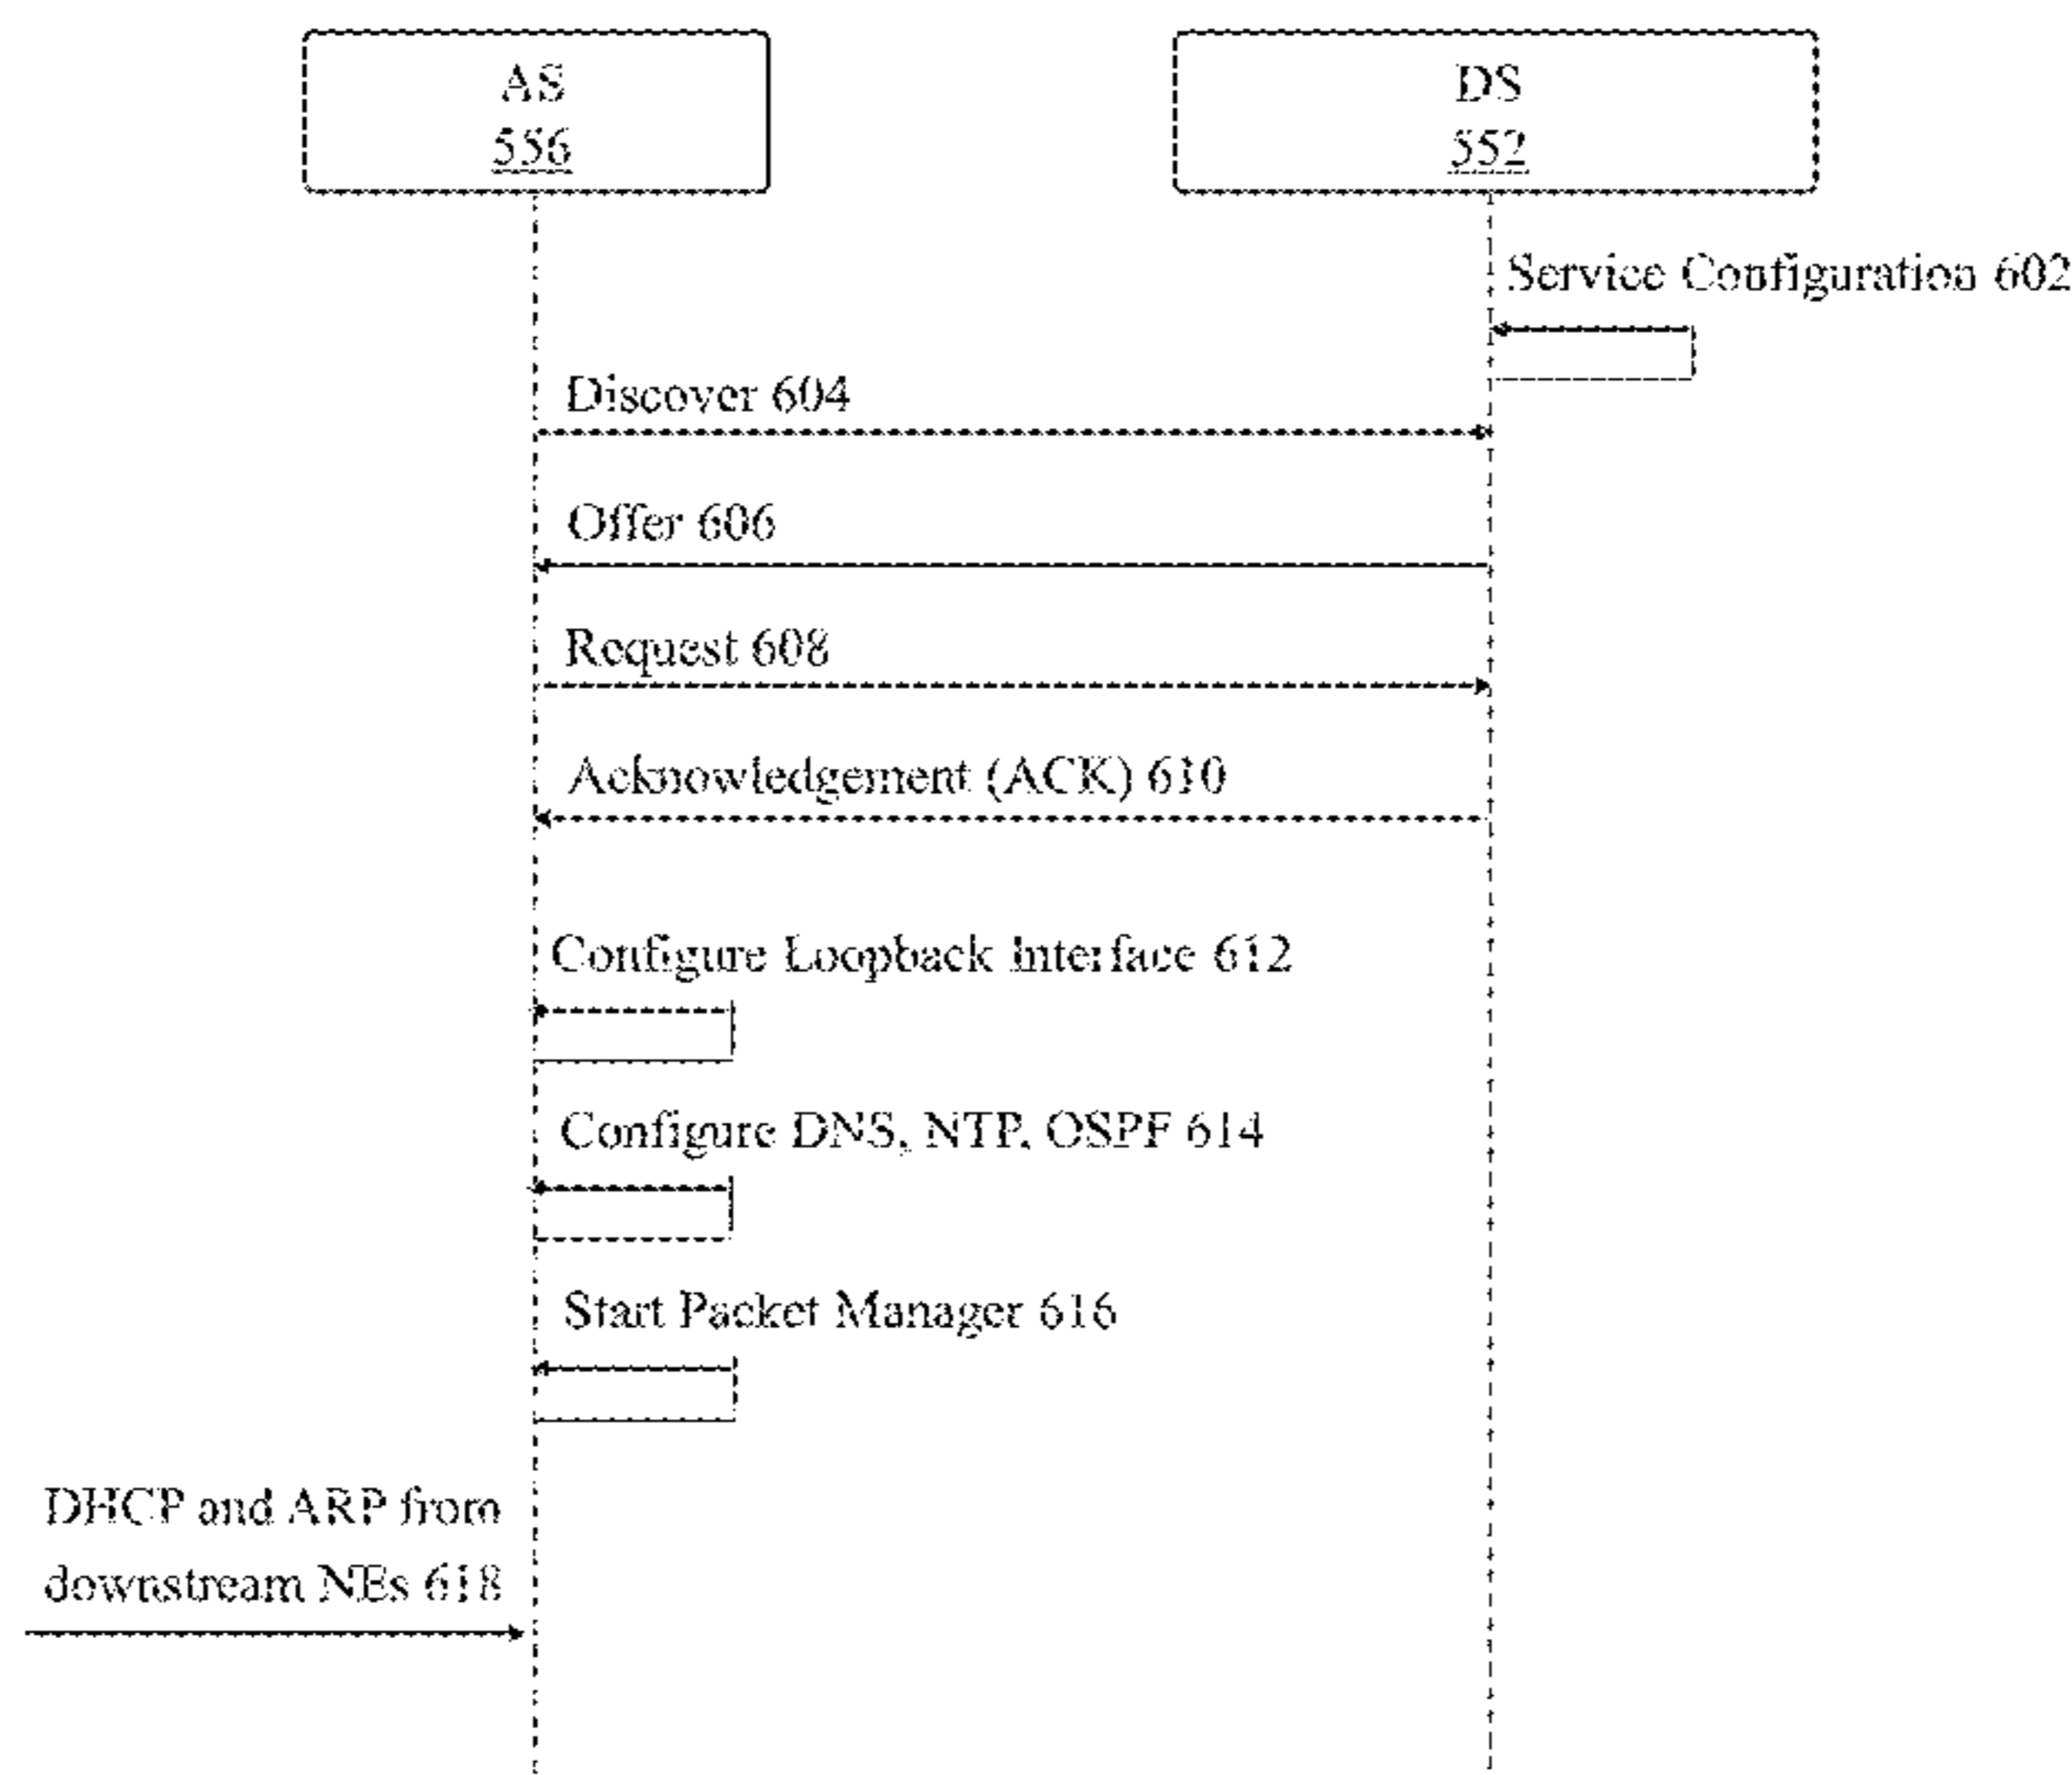 AS
556
DS
552
Service Configuration 602
Discover 604
Offer 606
Request 608
Acknowledgement (ACK) 610
Configure Loopback Interface 612
Configure DNS, NTP, OSPF 614
Start Packet Manager 616
DHCP and ARP from
downstream NEs 618